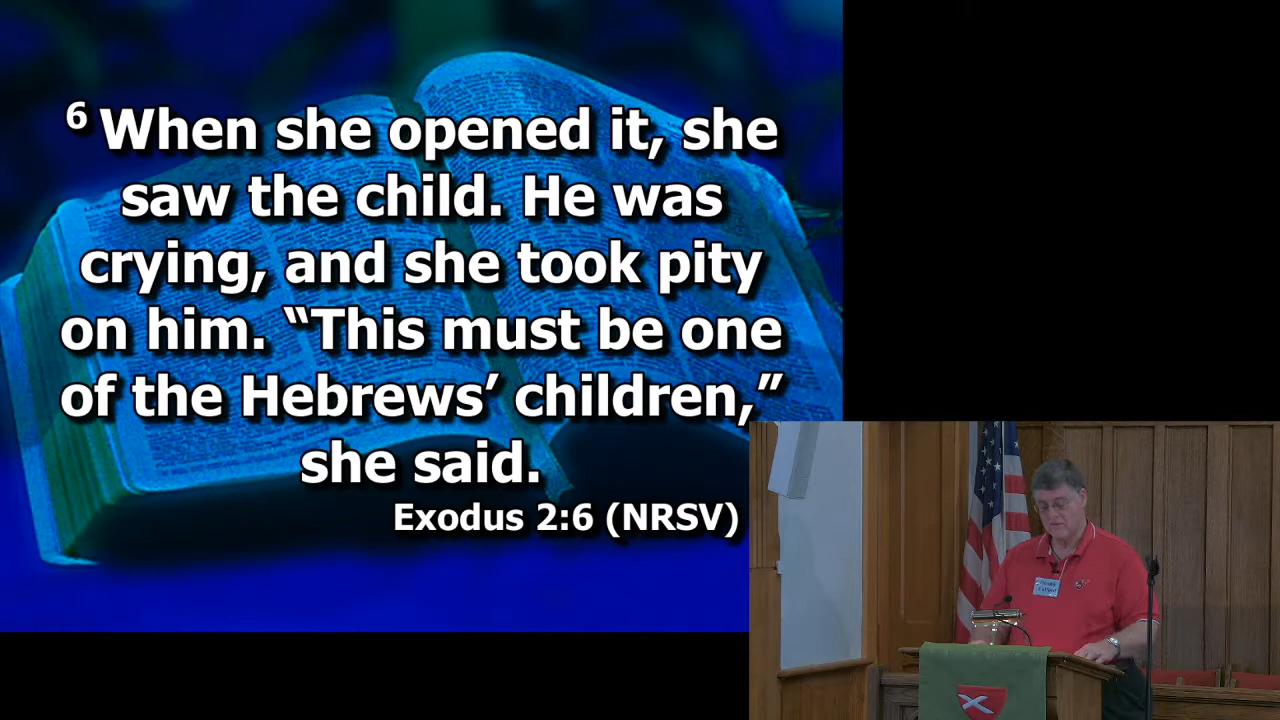 6 When she opened it, she
saw the child. He was
crying, and she took pity
on him. “This must be one
of the Hebrews’ children,”
she said.
Exodus 2:6 (NRSV)